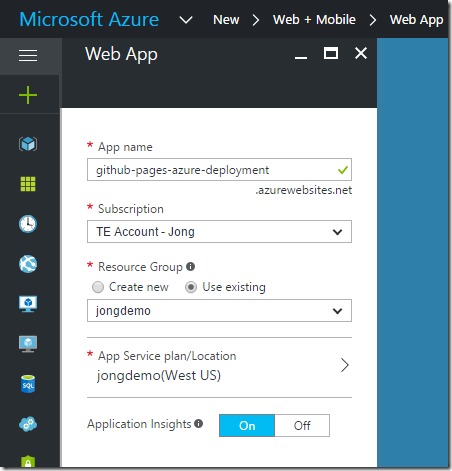 Microsoft Azure New > Web + Mobile > Web App
Web App
* App name
github-pages-azure-deployment
.azurewebsites.net
* Subscription
TE Account - Jong
* Resource Group
Create new Use existing
jongdemo
* App Service plan/Location
jongdemo(West US)
Application Insights On Off
SQL